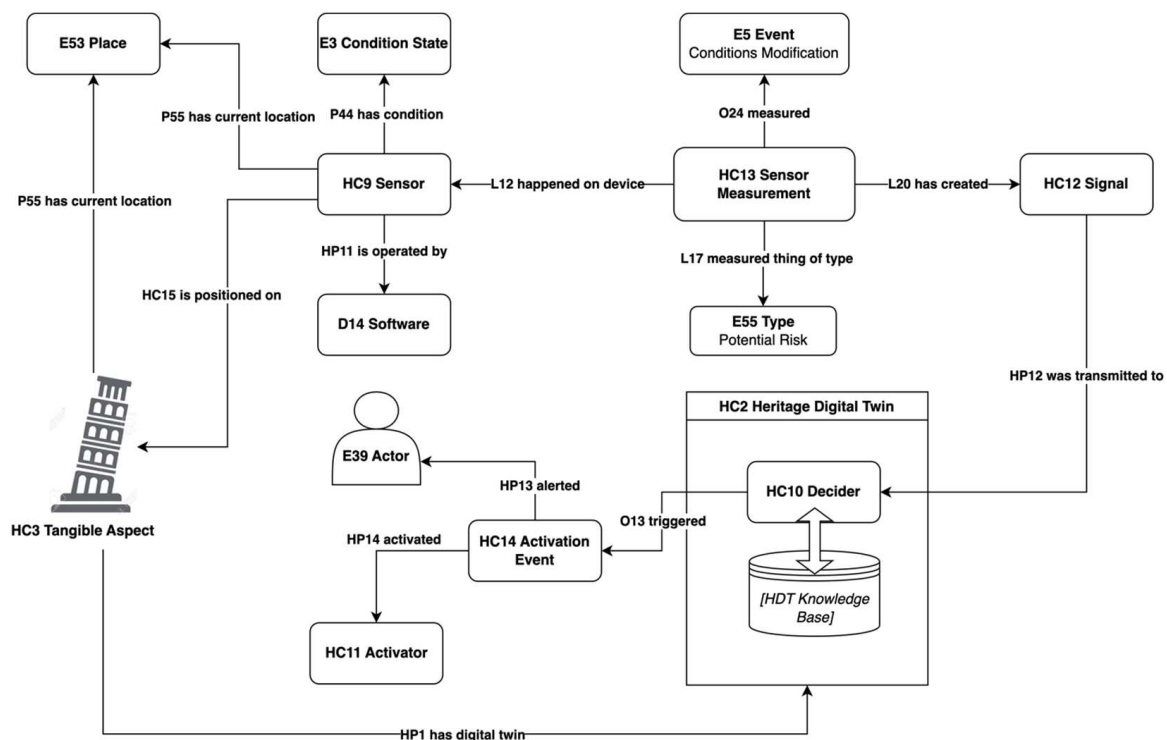 E53 Place
E3 Condition State
E5 Event
Conditions Modification
P55 has current location
P44 has condition
O24 measured
HC9 Sensor
L12 happened on device
HC13 Sensor
Measurement
L20 has created
HC12 Signal
P55 has current location
HP11 is operated by
L17 measured thing of type
HC15 is positioned on
D14 Software
E55 Type
Potential Risk
HP12 was transmitted to
HC2 Heritage Digital Twin
E39 Actor
HP13 alerted
HC10 Decider
O13 triggered
HC3 Tangible Aspect
HP14 activated
HC14 Activation
Event
[HDT Knowledge
Base]
HC11 Activator
HP1 has digital twin